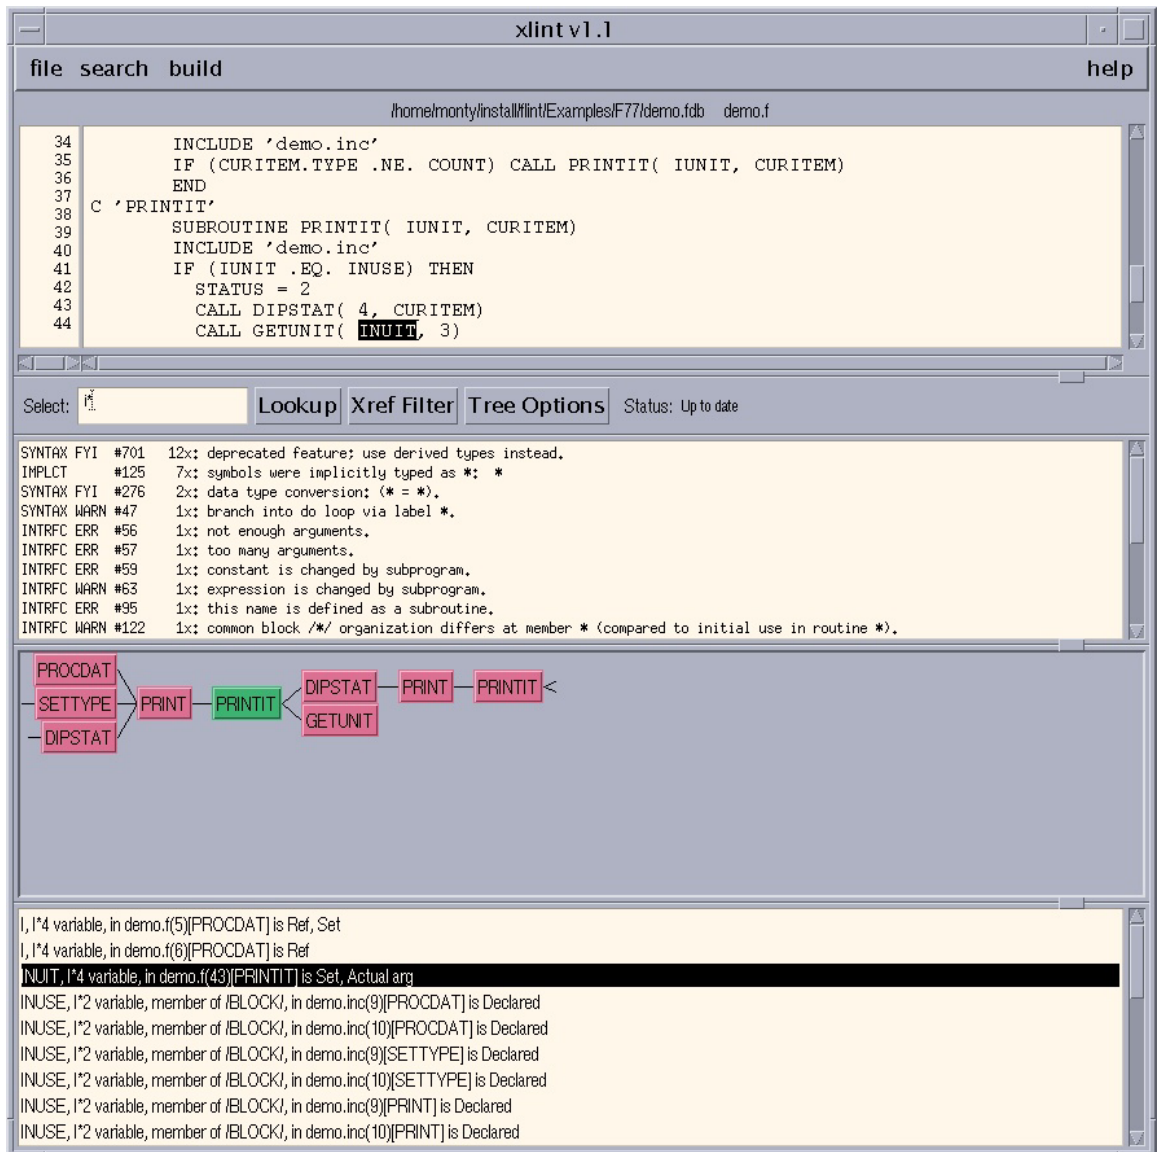 xlint v1.1
file search build help
/home/monty/install/flint/Examples/F77/demo.fdb demo.f
34 INCLUDE 'demo.inc'
35 IF (CURITEM.TYPE .NE. COUNT) CALL PRINTIT( IUNIT, CURITEM)
36 END
37 C 'PRINTIT'
38 SUBROUTINE PRINTIT( IUNIT, CURITEM)
39 INCLUDE 'demo.inc'
40 IF (IUNIT .EQ. INUSE) THEN
41 STATUS = 2
42 CALL DIPSTAT( 4, CURITEM)
43 CALL GETUNIT( INUIT, 3)
44
Select: i* Lookup Xref Filter Tree Options Status: Up to date
SYNTAX FYI #701 12x: deprecated feature; use derived types instead.
IMPLCT #125 7x: symbols were implicitly typed as *: *
SYNTAX FYI #276 2x: data type conversion: (* = *).
SYNTAX WARN #47 1x: branch into do loop via label *.
INTRFC ERR #56 1x: not enough arguments.
INTRFC ERR #57 1x: too many arguments.
INTRFC ERR #59 1x: constant is changed by subprogram.
INTRFC WARN #63 1x: expression is changed by subprogram.
INTRFC ERR #95 1x: this name is defined as a subroutine.
INTRFC WARN #122 1x: common block /*/ organization differs at member * (compared to initial use in routine *).
PROCDAT
SETTYPE PRINT PRINTIT DIPSTAT PRINT PRINTIT
DIPSTAT GETUNIT
I, I*4 variable, in demo.f(5)[PROCDAT] is Ref, Set
I, I*4 variable, in demo.f(6)[PROCDAT] is Ref
INUIT, I*4 variable, in demo.f(43)[PRINTIT] is Set, Actual arg
INUSE, I*2 variable, member of /BLOCK/, in demo.inc(9)[PROCDAT] is Declared
INUSE, I*2 variable, member of /BLOCK/, in demo.inc(10)[PROCDAT] is Declared
INUSE, I*2 variable, member of /BLOCK/, in demo.inc(9)[SETTYPE] is Declared
INUSE, I*2 variable, member of /BLOCK/, in demo.inc(10)[SETTYPE] is Declared
INUSE, I*2 variable, member of /BLOCK/, in demo.inc(9)[PRINT] is Declared
INUSE, I*2 variable, member of /BLOCK/, in demo.inc(10)[PRINT] is Declared